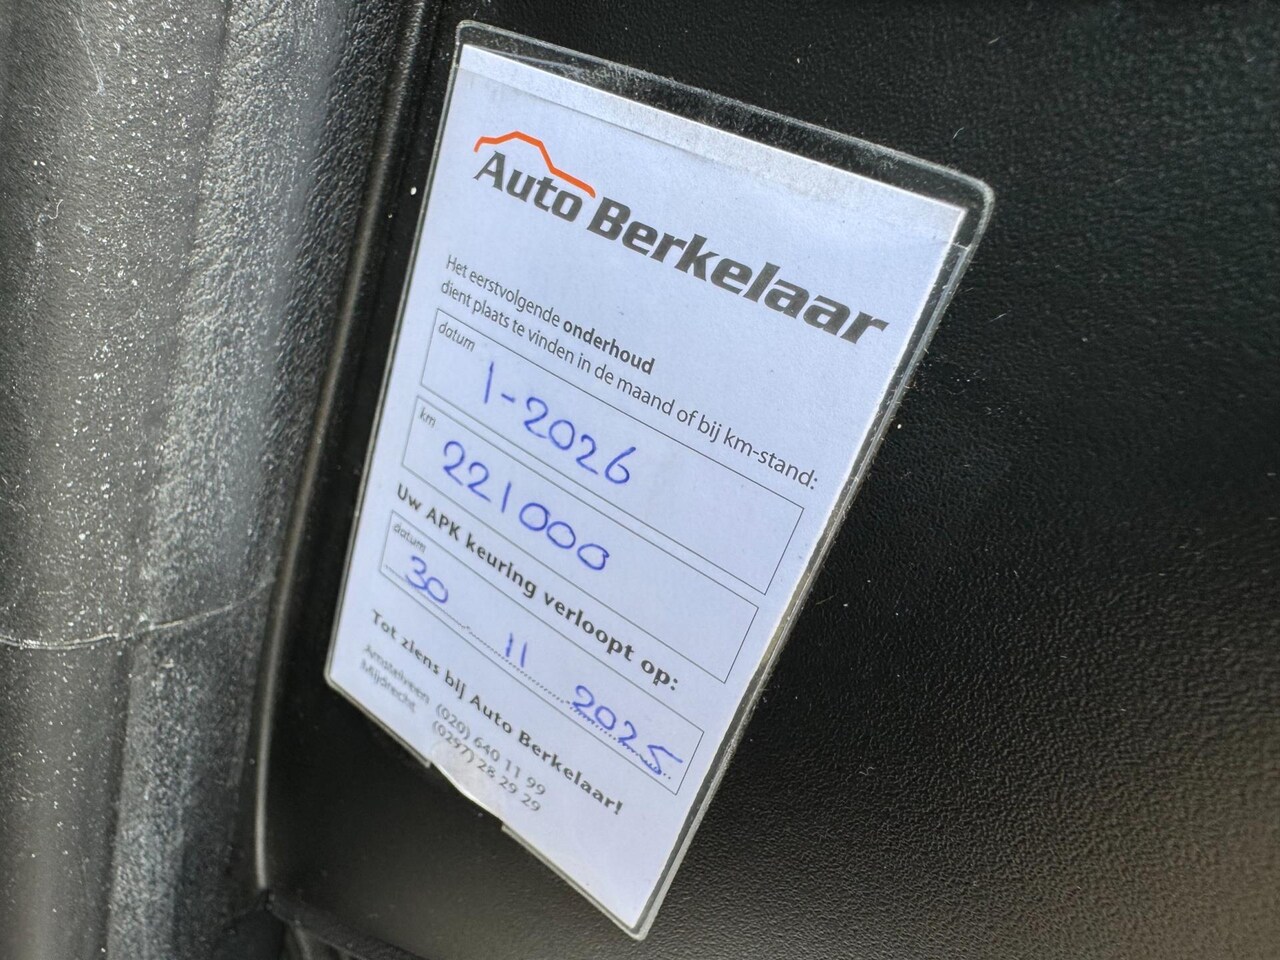 Auto Berkelaar
Het eerstvolgende onderhoud
dient plaats te vinden in de maand of bij km-stand:
datum
1-2026
km
221000
Uw APK keuring verloopt op:
datum
30 11 2025
Tot ziens bij Auto Berkelaar!
Amstelveen (020) 640 11 99
Mijdrecht (0297) 28 29 29